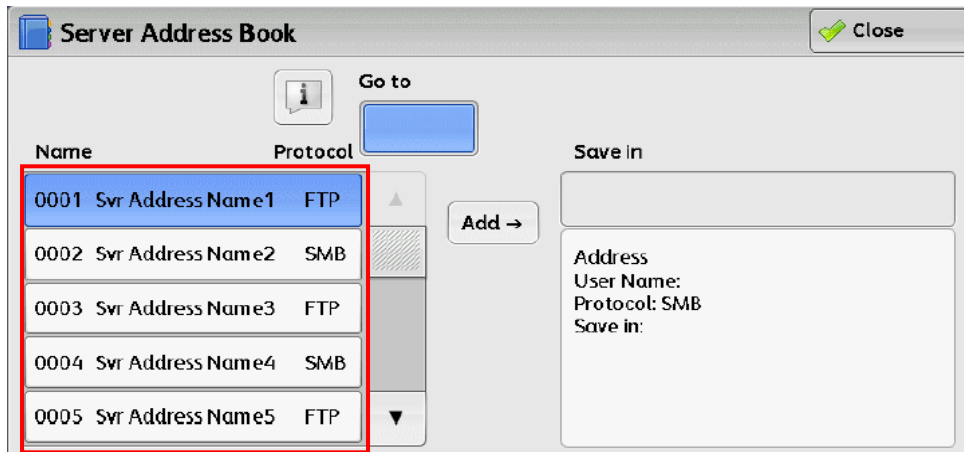 Server Address Book
Close
Go to
Name Protocol
Save in
0001 Svr Address Name1 FTP
0002 Svr Address Name2 SMB
0003 Svr Address Name3 FTP
0004 Svr Address Name4 SMB
0005 Svr Address Name5 FTP
Add →
Address
User Name:
Protocol: SMB
Save in: